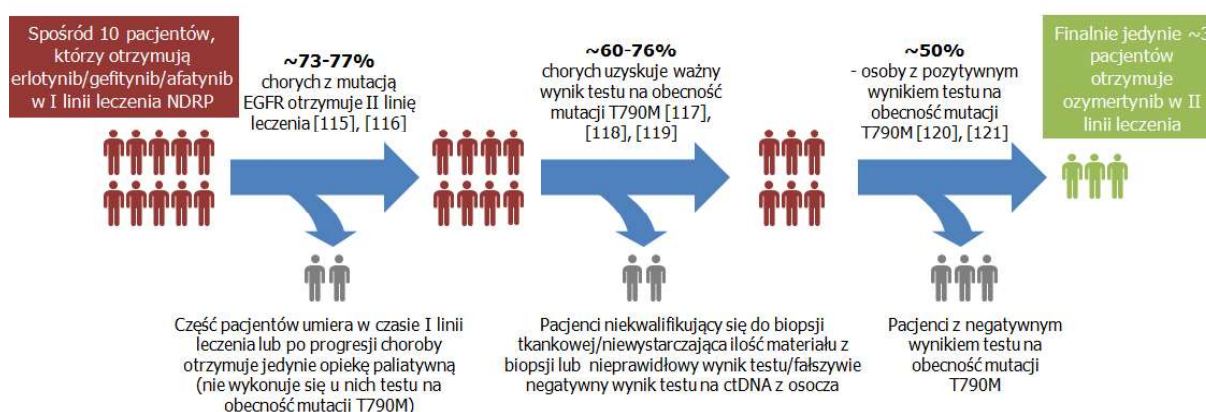 Spośród 10 pacjentów,
którzy otrzymują
erlotynib/gefitynib/afatynib
w I linii leczenia NDRP
~73-77%
chorych z mutacją
EGFR otrzymuje II linię
leczenia [115], [116]
~60-76%
chorych uzyskuje ważny
wynik testu na obecność
mutacji T790M [117],
[118], [119]
~50%
- osoby z pozytywnym
wynikiem testu na
obecność mutacji
T790M [120], [121]
Finalnie jedynie ~3
pacjentów
otrzymuje
ozymertynib w II
linii leczenia
Część pacjentów umiera w czasie I linii
leczenia lub po progresji choroby
otrzymuje jedynie opiekę paliatywną
(nie wykonuje się u nich testu na
obecność mutacji T790M)
Pacjenci niekwalifikujący się do biopsji
tkankowej/niewystarczająca ilość materiału z
biopsji lub nieprawidłowy wynik testu/fałszywie
negatywny wynik testu na ctDNA z osocza
Pacjenci z negatywnym
wynikiem testu na
obecność mutacji
T790M